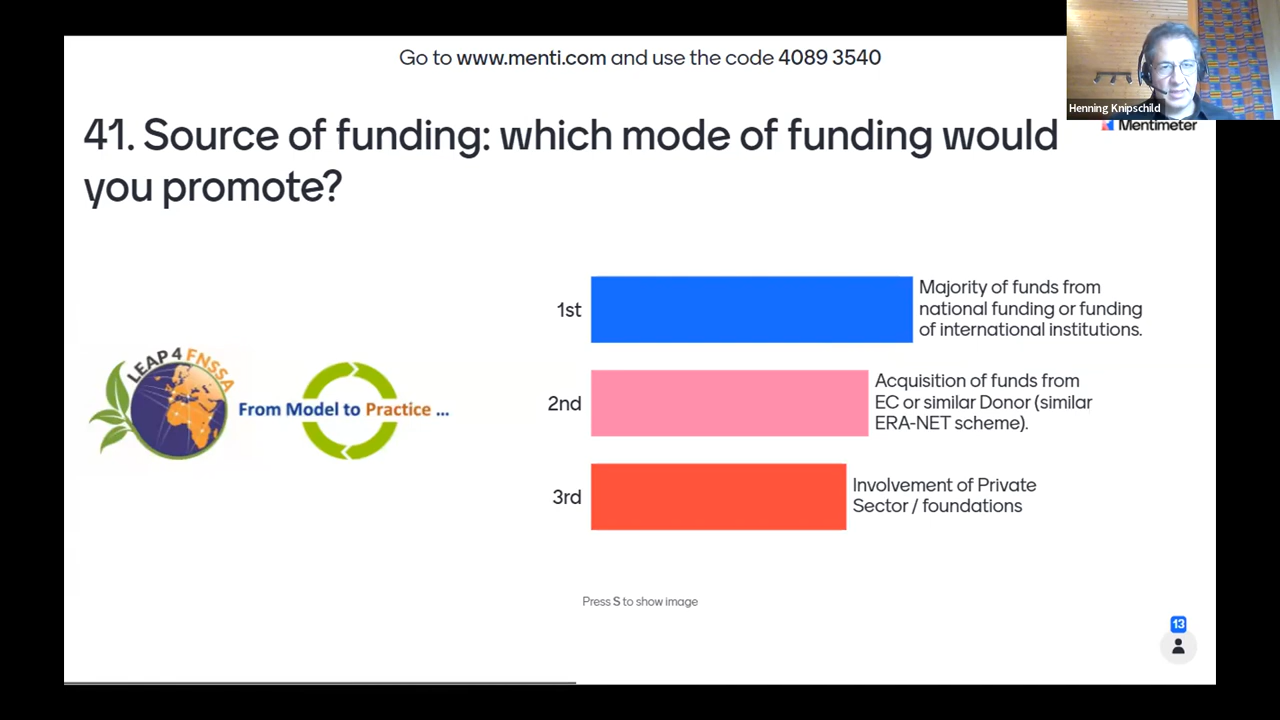 Go to www.menti.com and use the code 4089 3540
Henning Knipschild
Mentimeter
41. Source of funding: which mode of funding would
you promote?
1st
Majority of funds from
national funding or funding
of international institutions.
2nd
Acquisition of funds from
EC or similar Donor (similar
ERA-NET scheme).
3rd
Involvement of Private
Sector / foundations
LEAP4FNSSA
From Model to Practice ...
Press S to show image
13